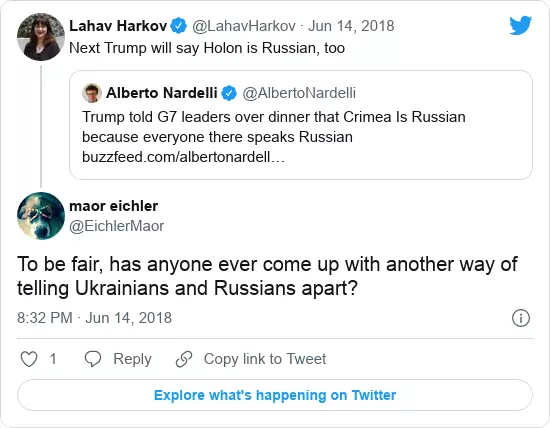 Lahav Harkov @LahavHarkov · Jun 14, 2018
Next Trump will say Holon is Russian, too
Alberto Nardelli @AlbertoNardelli
Trump told G7 leaders over dinner that Crimea Is Russian
because everyone there speaks Russian
buzzfeed.com/albertonardell…
maor eichler
@EichlerMaor
To be fair, has anyone ever come up with another way of
telling Ukrainians and Russians apart?
8:32 PM · Jun 14, 2018
1 Reply Copy link to Tweet
Explore what's happening on Twitter